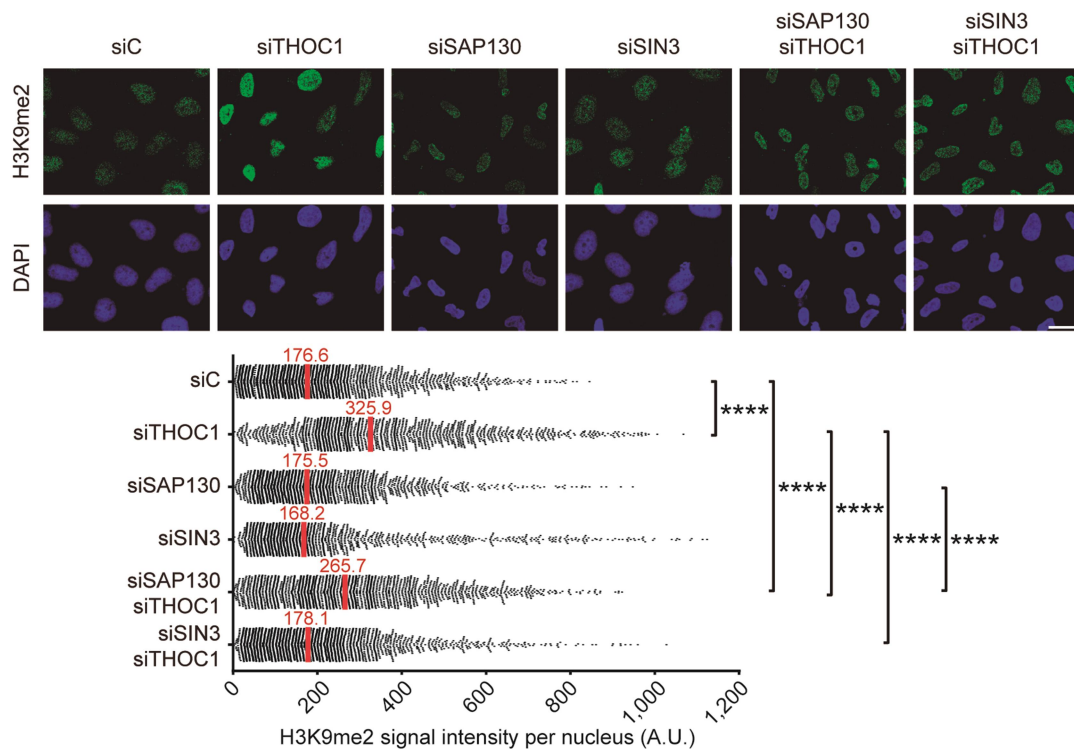 siC
siTHOC1
siSAP130
siSIN3
siSAP130
siTHOC1
siSIN3
siTHOC1
H3K9me2
DAPI
176.6
siC
325.9
siTHOC1
175.5
siSAP130
168.2
siSIN3
265.7
siSAP130
siTHOC1
178.1
siSIN3
siTHOC1
****
****
****
****
****
0
200
400
600
800
1,000
1,200
H3K9me2 signal intensity per nucleus (A.U.)